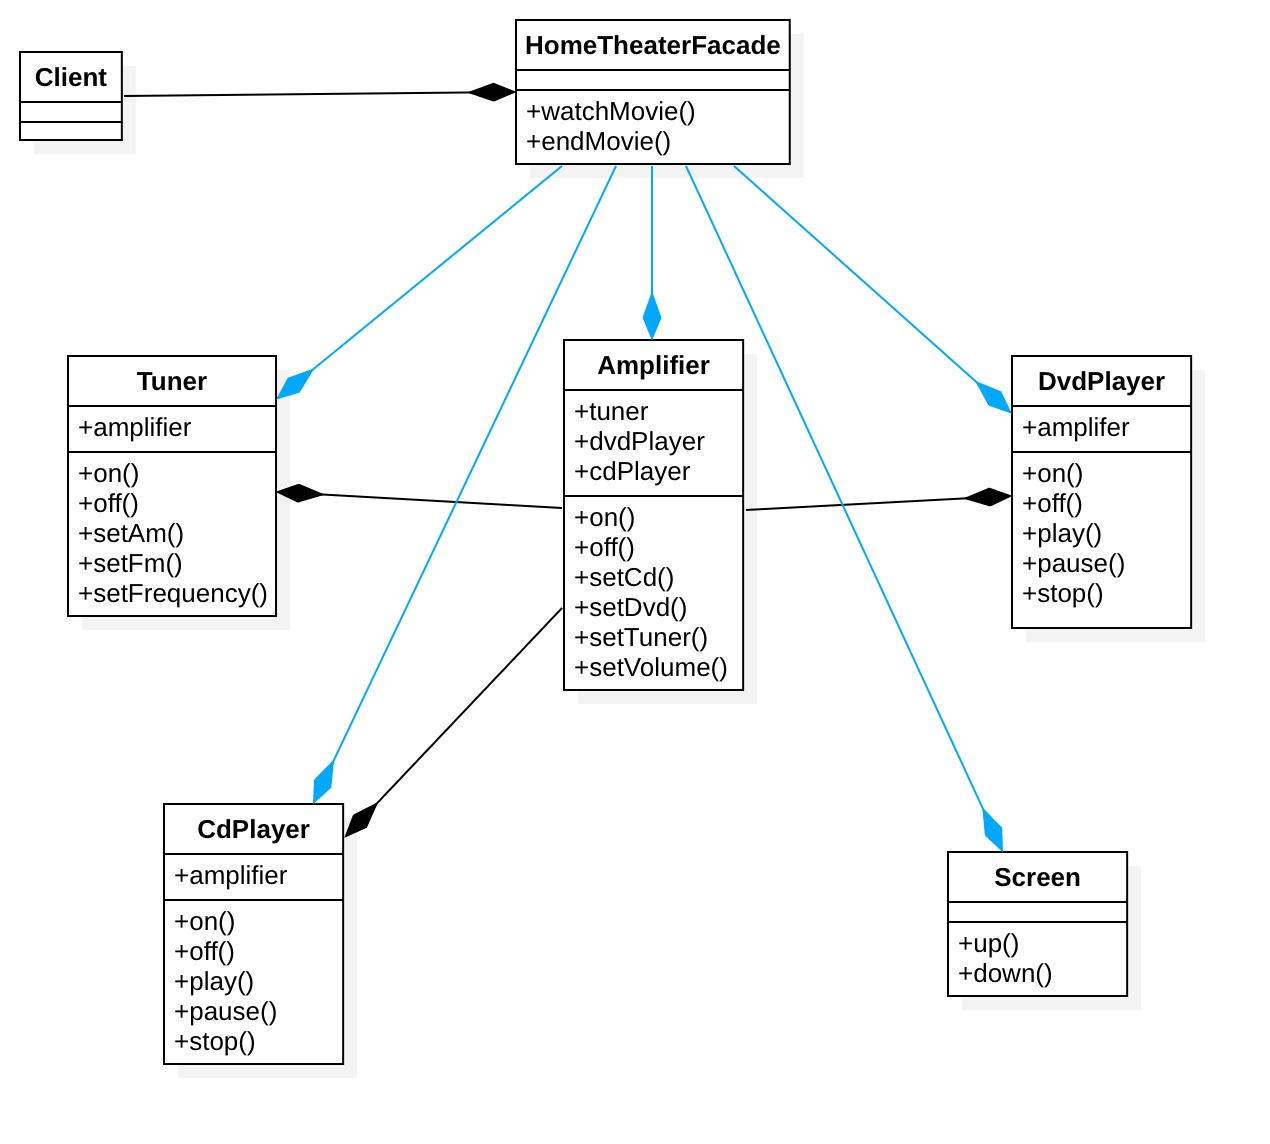 HomeTheaterFacade
+watchMovie()
+endMovie()
Client
Tuner
+amplifier
+on()
+off()
+setAm()
+setFm()
+setFrequency()
Amplifier
+tuner
+dvdPlayer
+cdPlayer
+on()
+off()
+setCd()
+setDvd()
+setTuner()
+setVolume()
DvdPlayer
+amplifer
+on()
+off()
+play()
+pause()
+stop()
CdPlayer
+amplifier
+on()
+off()
+play()
+pause()
+stop()
Screen
+up()
+down()